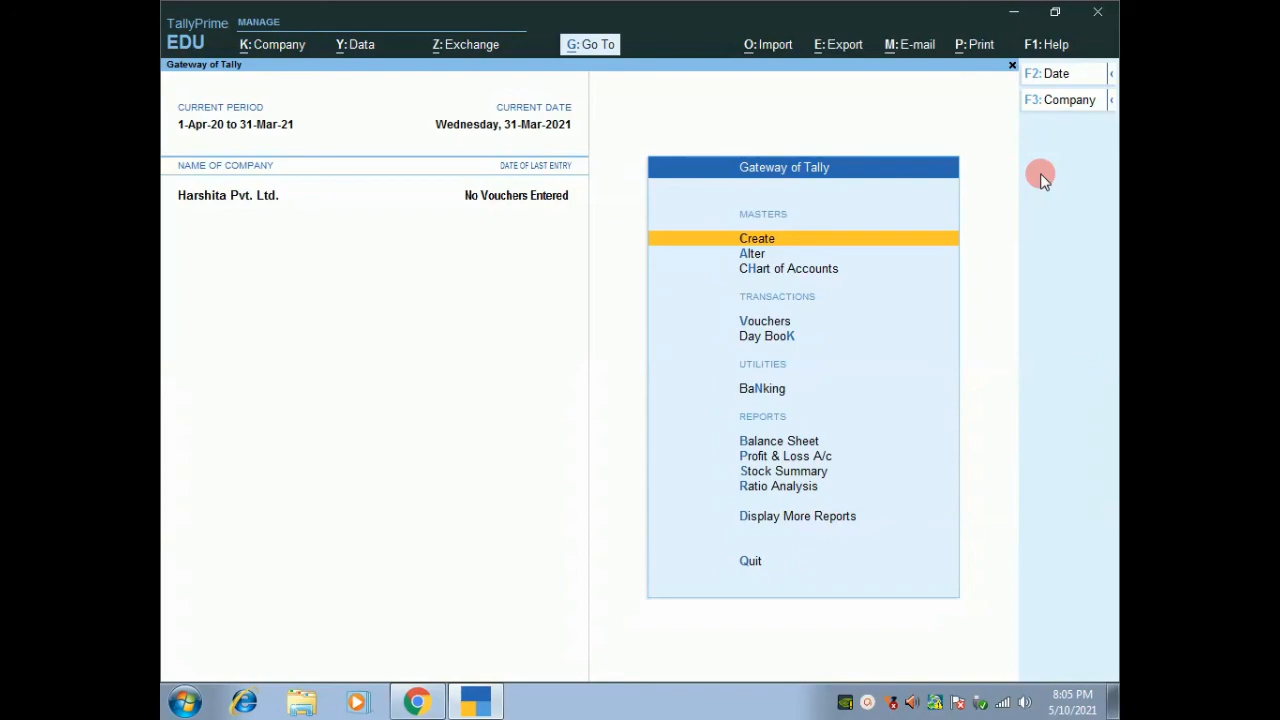 TallyPrime MANAGE
EDU K: Company Y: Data Z: Exchange G: Go To O: Import E: Export M: E-mail P: Print F1: Help
Gateway of Tally
F2: Date
F3: Company
CURRENT PERIOD CURRENT DATE
1-Apr-20 to 31-Mar-21 Wednesday, 31-Mar-2021
NAME OF COMPANY DATE OF LAST ENTRY
Harshita Pvt. Ltd. No Vouchers Entered
Gateway of Tally
MASTERS
Create
Alter
CHart of Accounts
TRANSACTIONS
Vouchers
Day BooK
UTILITIES
BaNking
REPORTS
Balance Sheet
Profit & Loss A/c
Stock Summary
Ratio Analysis
Display More Reports
Quit
8:05 PM
5/10/2021